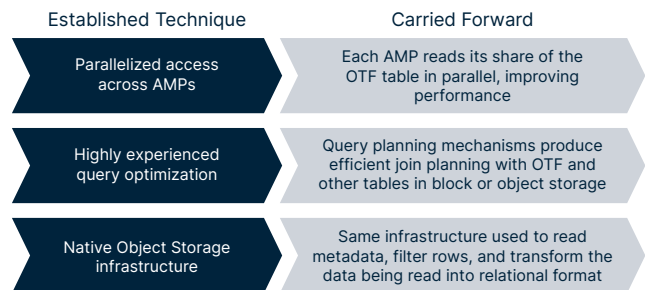 Established Technique
Carried Forward
Parallelized access
across AMPs
Each AMP reads its share of the
OTF table in parallel, improving
performance
Highly experienced
query optimization
Query planning mechanisms produce
efficient join planning with OTF and
other tables in block or object storage
Native Object Storage
infrastructure
Same infrastructure used to read
metadata, filter rows, and transform the
data being read into relational format